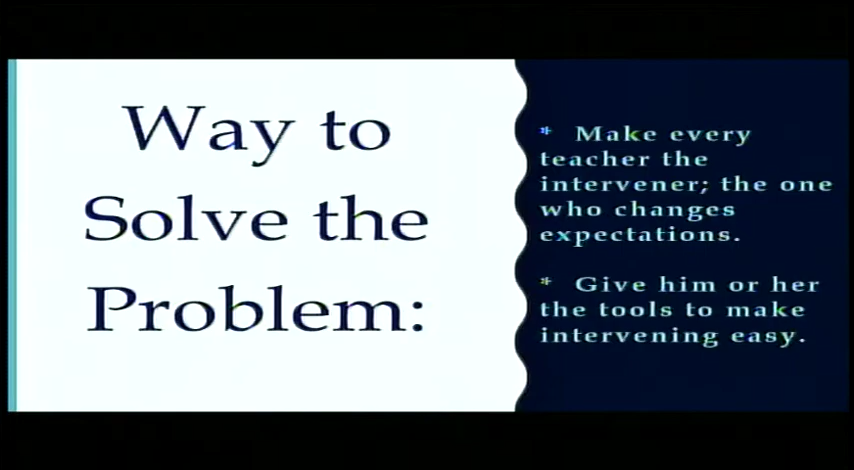 Way to
Solve the
Problem:
* Make every
teacher the
intervener; the one
who changes
expectations.
* Give him or her
the tools to make
intervening easy.